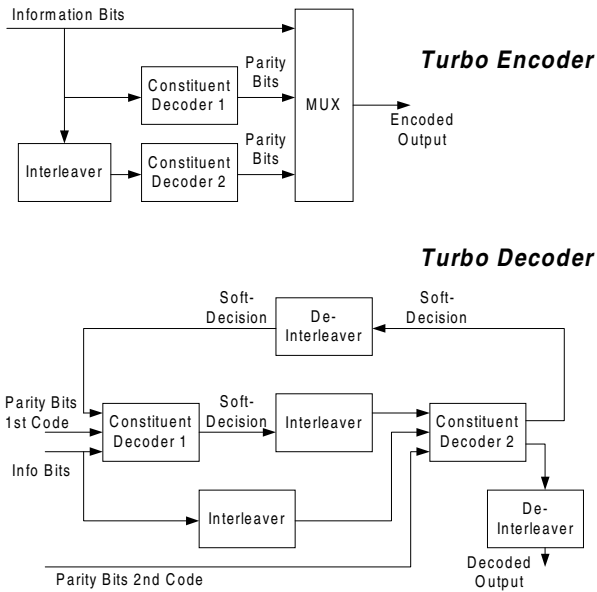 Information Bits
Turbo Encoder
Parity
Bits
Constituent
Decoder 1
MUX
Encoded
Output
Parity
Bits
Interleaver
Constituent
Decoder 2
Turbo Decoder
Soft-
Decision
De-
Interleaver
Soft-
Decision
Parity Bits
1st Code
Constituent
Decoder 1
Soft-
Decision
Interleaver
Constituent
Decoder 2
Info Bits
Interleaver
De-
Interleaver
Decoded
Output
Parity Bits 2nd Code